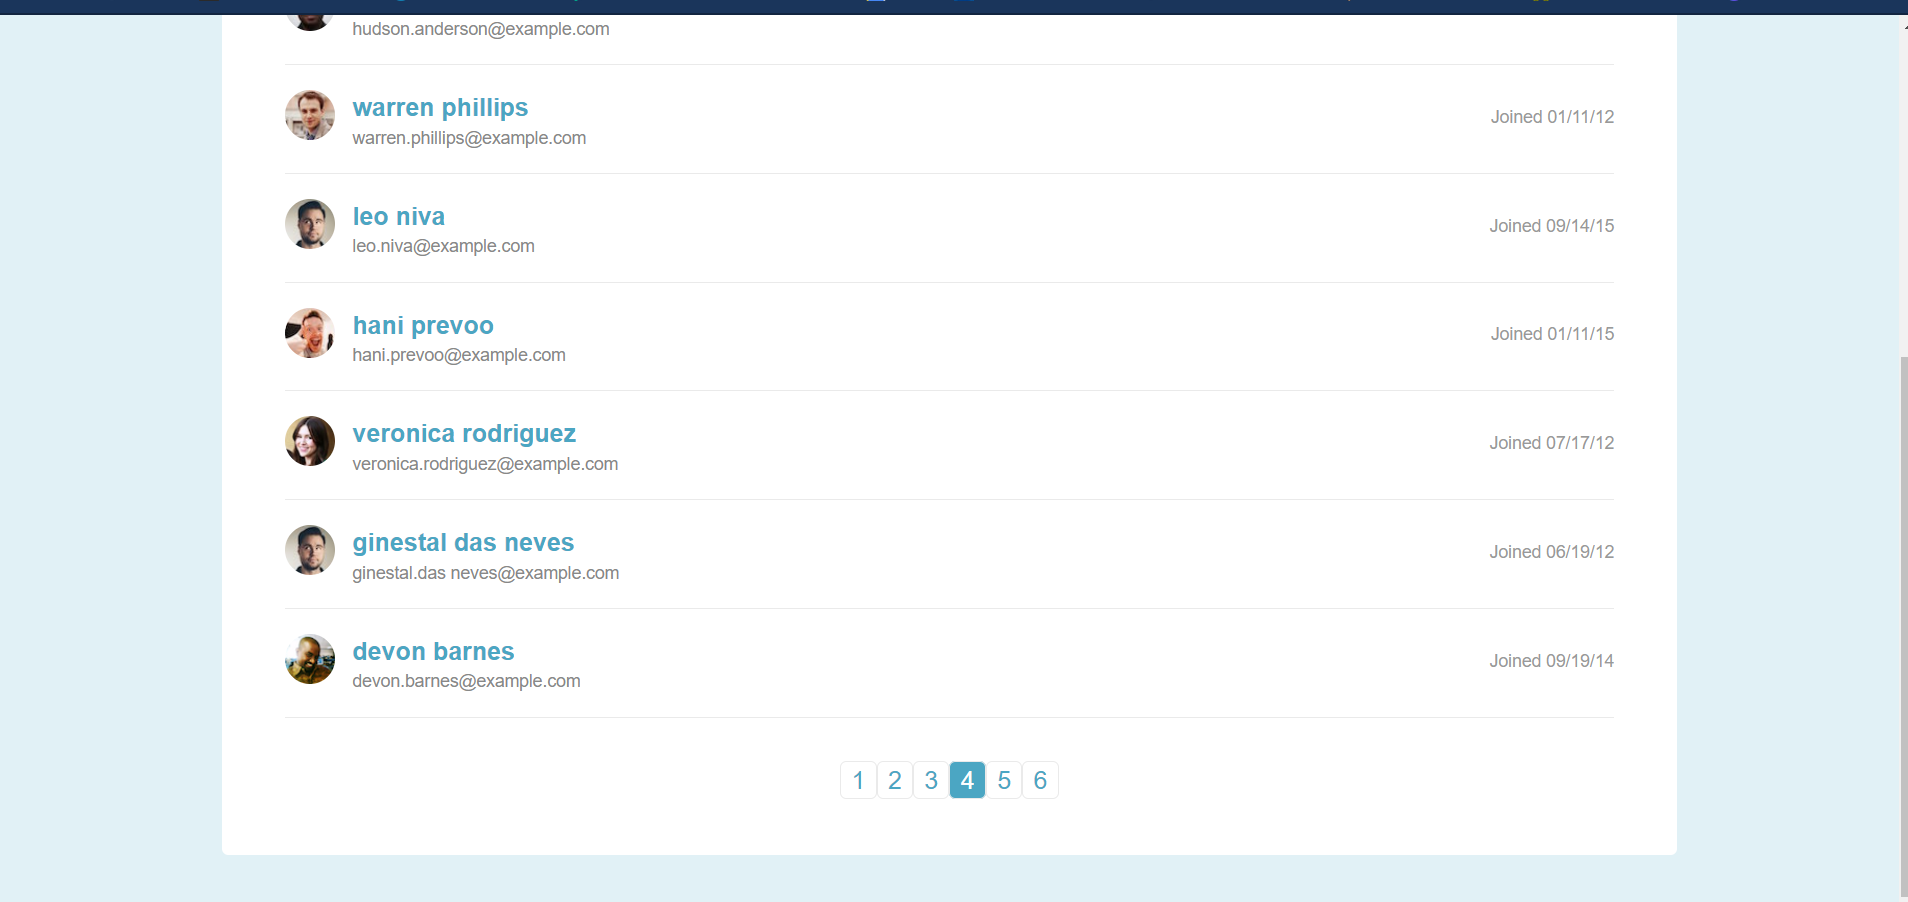 hudson.anderson@example.com
warren phillips
warren.phillips@example.com
Joined 01/11/12
leo niva
leo.niva@example.com
Joined 09/14/15
hani prevoo
hani.prevoo@example.com
Joined 01/11/15
veronica rodriguez
veronica.rodriguez@example.com
Joined 07/17/12
ginestal das neves
ginestal.das neves@example.com
Joined 06/19/12
devon barnes
devon.barnes@example.com
Joined 09/19/14
1 2 3 4 5 6